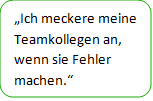 „Ich meckere meine
Teamkollegen an,
wenn sie Fehler
machen.“